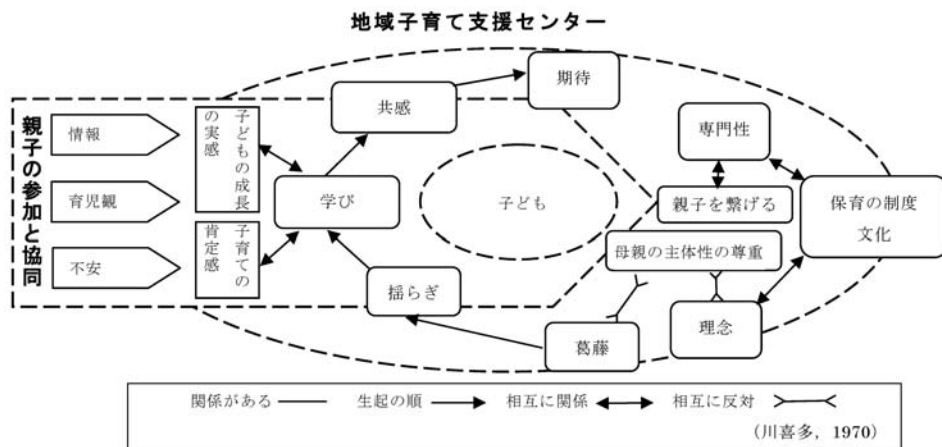 地域子育て支援センター
親子の参加と協同
情報
育児観
不安
子どもの成長
の実感
子育ての
肯定感
学び
共感
期待
揺らぎ
葛藤
子ども
専門性
親子を繋げる
母親の主体性の尊重
理念
保育の制度
文化
関係がある 生起の順 相互に関係 相互に反対
(川喜多, 1970)